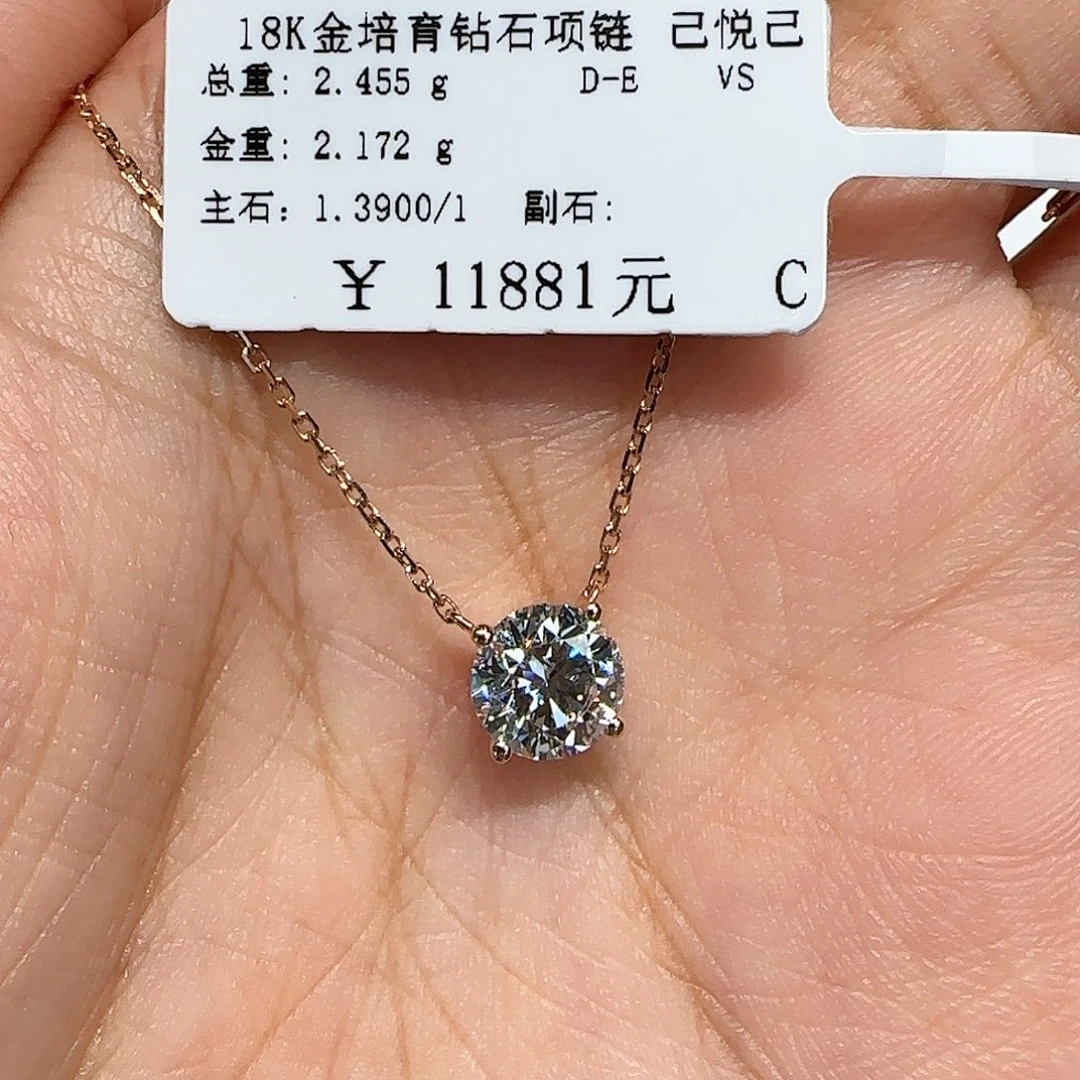 18K金培育钻石项链 己悦己
总重: 2.455 g D-E VS
金重: 2.172 g
主石: 1.3900/1 副石:
¥ 11881元 C